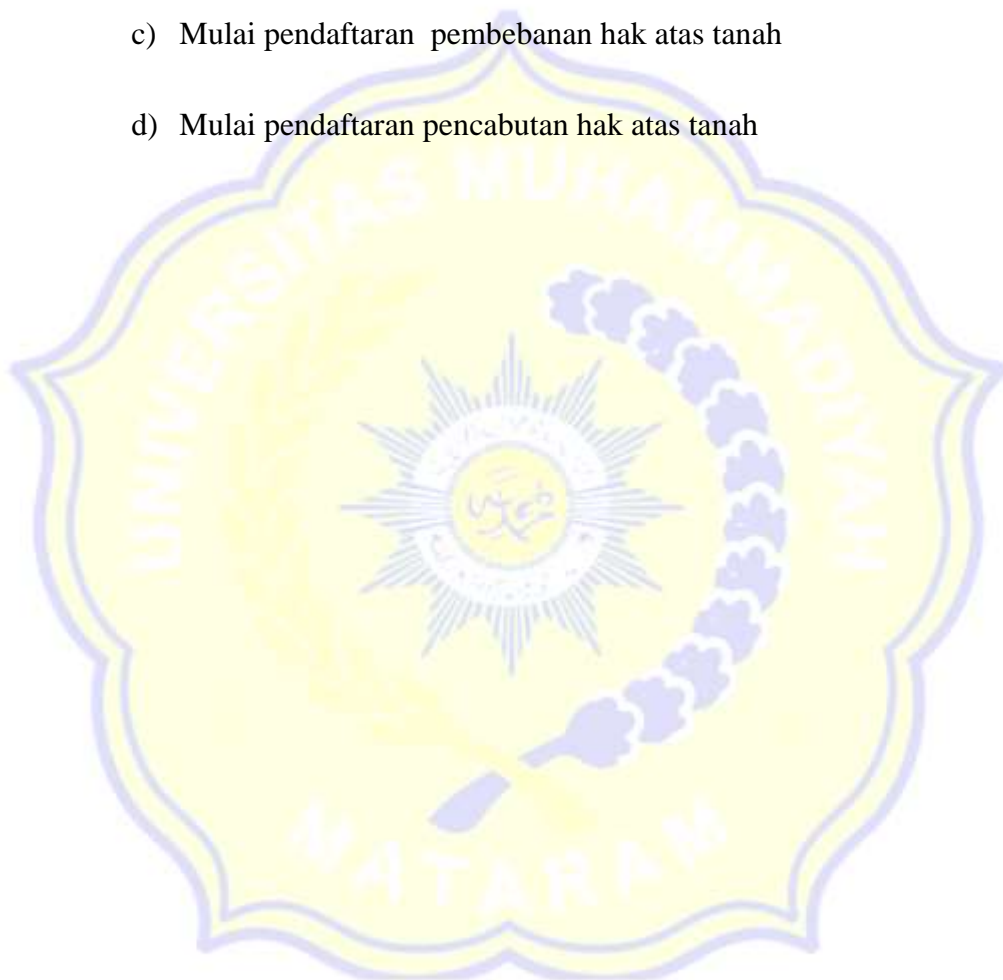 c) Mulai pendaftaran pembebanan hak atas tanah
d) Mulai pendaftaran pencabutan hak atas tanah
UNIVERSITAS MUHAMMADIYAH
MATARAM